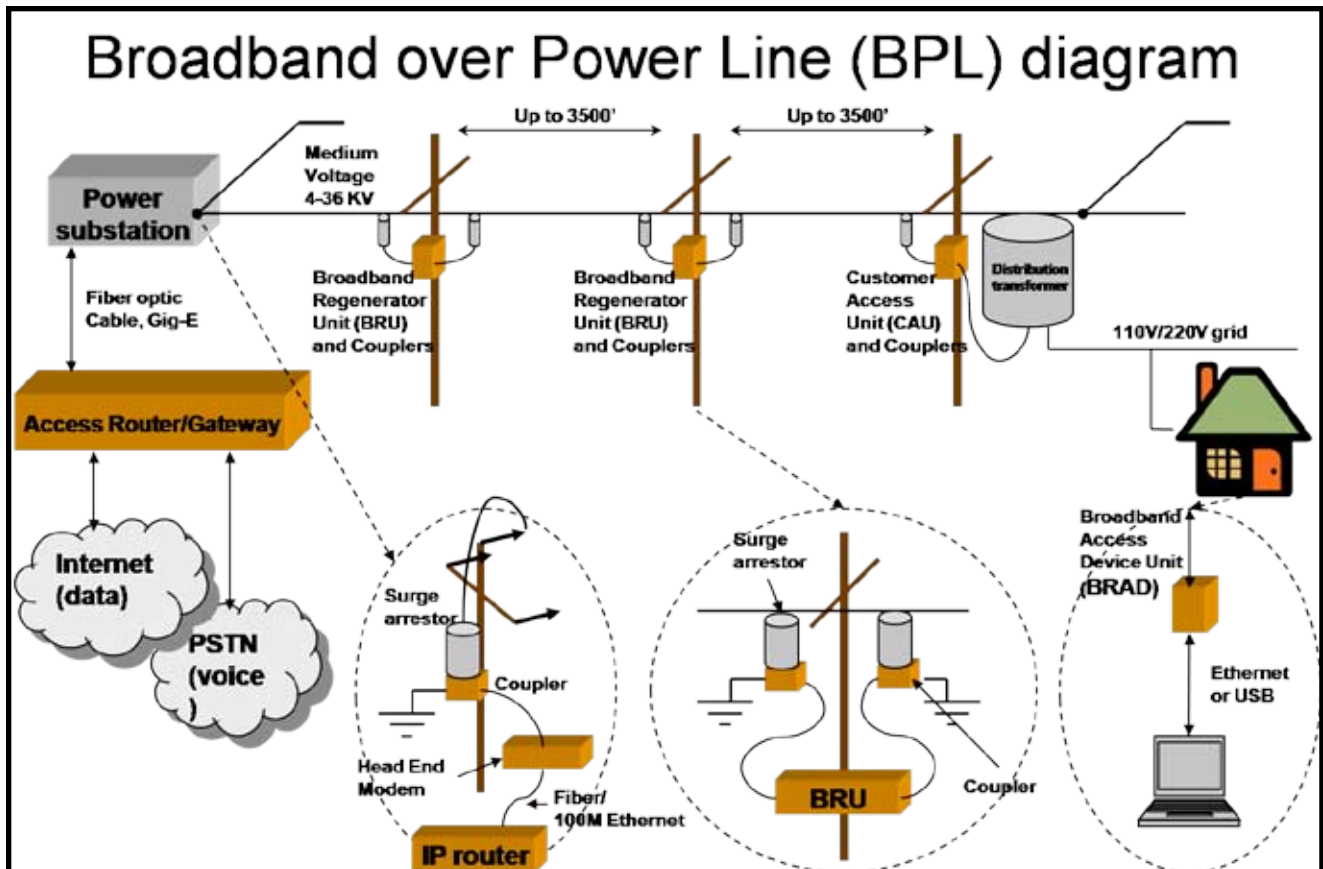 Broadband over Power Line (BPL) diagram
Up to 3500'
Up to 3500'
Medium
Voltage
4-36 KV
Power
substation
Fiber optic
Cable, Gig-E
Broadband
Regenerator
Unit (BRU)
and Couplers
Broadband
Regenerator
Unit (BRU)
and Couplers
Customer
Access
Unit (CAU)
and Couplers
Distribution
transformer
110V/220V grid
Access Router/Gateway
Internet
(data)
PSTN
(voice
)
Surge
arrestor
Coupler
Head End
Modem
Fiber/
100M Ethernet
IP router
Surge
arrestor
BRU
Coupler
Broadband
Access
Device Unit
(BRAD)
Ethernet
or USB